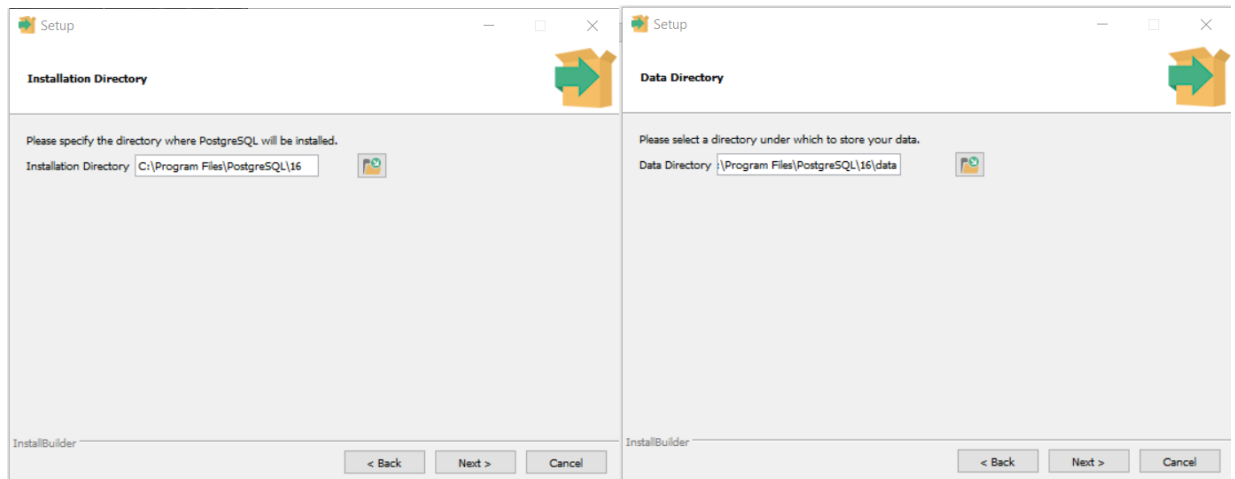 Setup
Installation Directory
Please specify the directory where PostgreSQL will be installed.
Installation Directory C:\Program Files\PostgreSQL\16
InstallBuilder
< Back Next > Cancel
Setup
Data Directory
Please select a directory under which to store your data.
Data Directory :\Program Files\PostgreSQL\16\data
InstallBuilder
< Back Next > Cancel